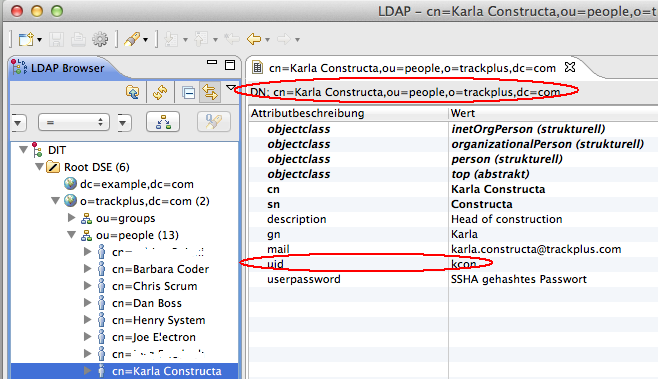 LDAP – cn=Karla Constructa,ou=people,o=t
LDAP Browser
=
DIT
Root DSE (6)
dc=example,dc=com
o=trackplus,dc=com (2)
ou=groups
ou=people (13)
cn=
cn=Barbara Coder
cn=Chris Scrum
cn=Dan Boss
cn=Henry System
cn=Joe Electron
cn=
cn=Karla Constructa
cn=Karla Constructa,ou=people,o=trackplus,dc=com
DN: cn=Karla Constructa,ou=people,o=trackplus,dc=com
Attributbeschreibung Wert
objectclass inetOrgPerson (strukturell)
objectclass organizationalPerson (strukturell)
objectclass person (strukturell)
objectclass top (abstrakt)
cn Karla Constructa
sn Constructa
description Head of construction
gn Karla
mail karla.constructa@trackplus.com
uid kcon
userpassword SSHA gehashtes Passwort